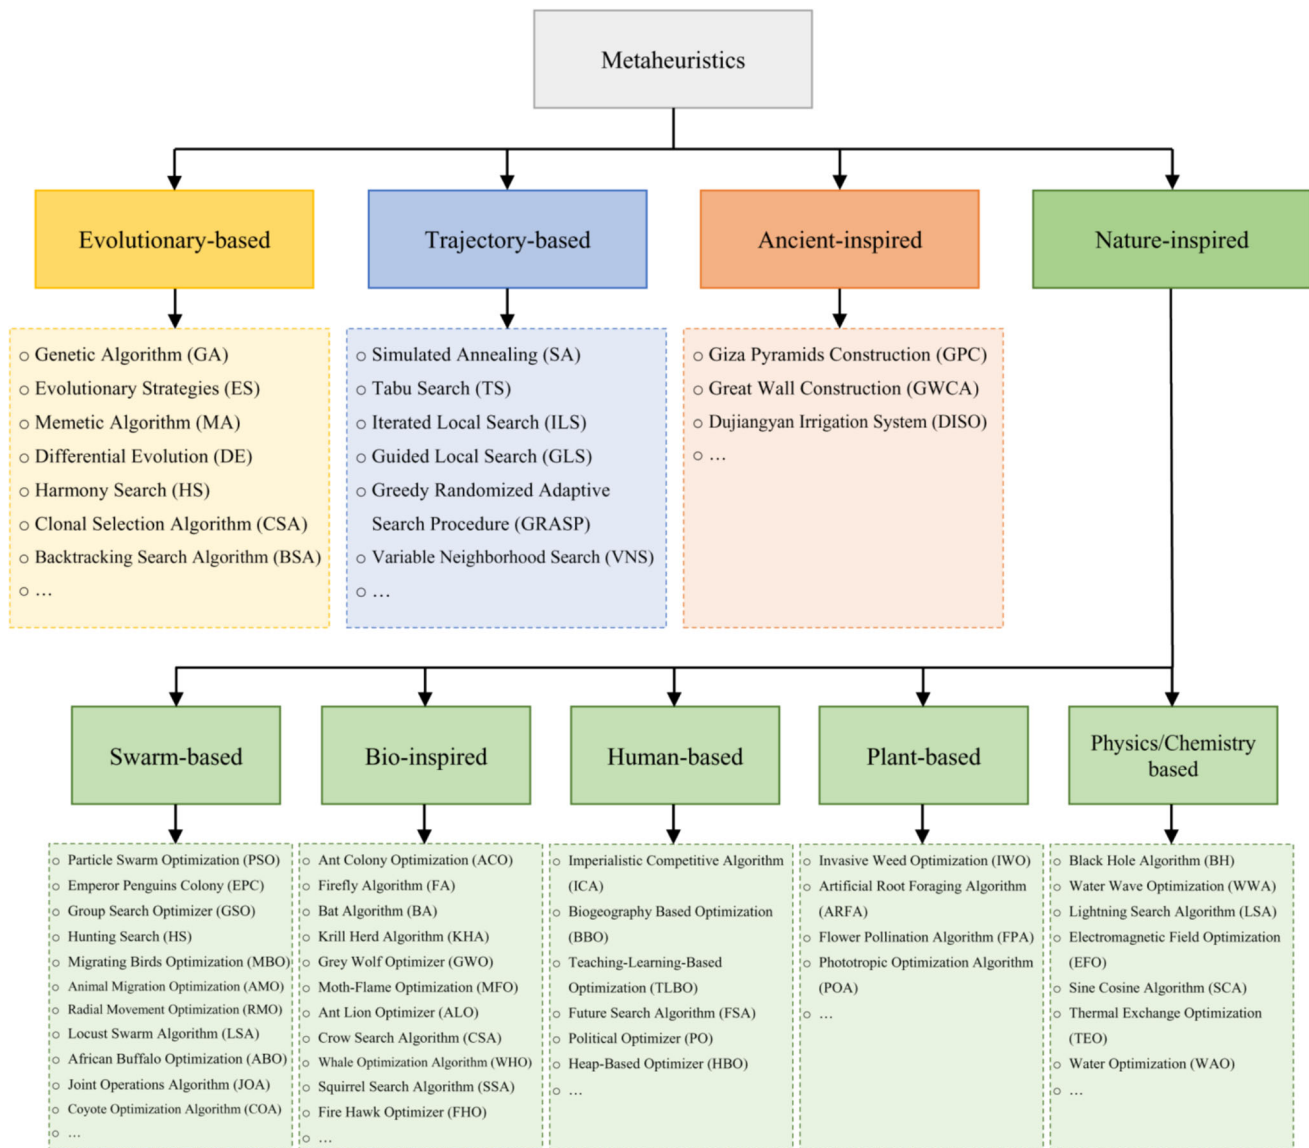 Metaheuristics
Evolutionary-based
Trajectory-based
Ancient-inspired
Nature-inspired
○ Genetic Algorithm (GA)
○ Evolutionary Strategies (ES)
○ Memetic Algorithm (MA)
○ Differential Evolution (DE)
○ Harmony Search (HS)
○ Clonal Selection Algorithm (CSA)
○ Backtracking Search Algorithm (BSA)
○ …
○ Simulated Annealing (SA)
○ Tabu Search (TS)
○ Iterated Local Search (ILS)
○ Guided Local Search (GLS)
○ Greedy Randomized Adaptive
Search Procedure (GRASP)
○ Variable Neighborhood Search (VNS)
○ …
○ Giza Pyramids Construction (GPC)
○ Great Wall Construction (GWCA)
○ Dujiangyan Irrigation System (DISO)
○ …
Swarm-based
Bio-inspired
Human-based
Plant-based
Physics/Chemistry
based
○ Particle Swarm Optimization (PSO)
○ Emperor Penguins Colony (EPC)
○ Group Search Optimizer (GSO)
○ Hunting Search (HS)
○ Migrating Birds Optimization (MBO)
○ Animal Migration Optimization (AMO)
○ Radial Movement Optimization (RMO)
○ Locust Swarm Algorithm (LSA)
○ African Buffalo Optimization (ABO)
○ Joint Operations Algorithm (JOA)
○ Coyote Optimization Algorithm (COA)
○ …
○ Ant Colony Optimization (ACO)
○ Firefly Algorithm (FA)
○ Bat Algorithm (BA)
○ Krill Herd Algorithm (KHA)
○ Grey Wolf Optimizer (GWO)
○ Moth-Flame Optimization (MFO)
○ Ant Lion Optimizer (ALO)
○ Crow Search Algorithm (CSA)
○ Whale Optimization Algorithm (WHO)
○ Squirrel Search Algorithm (SSA)
○ Fire Hawk Optimizer (FHO)
○ …
○ Imperialistic Competitive Algorithm
(ICA)
○ Biogeography Based Optimization
(BBO)
○ Teaching-Learning-Based
Optimization (TLBO)
○ Future Search Algorithm (FSA)
○ Political Optimizer (PO)
○ Heap-Based Optimizer (HBO)
○ …
○ Invasive Weed Optimization (IWO)
○ Artificial Root Foraging Algorithm
(ARFA)
○ Flower Pollination Algorithm (FPA)
○ Phototropic Optimization Algorithm
(POA)
○ …
○ Black Hole Algorithm (BH)
○ Water Wave Optimization (WWA)
○ Lightning Search Algorithm (LSA)
○ Electromagnetic Field Optimization
(EFO)
○ Sine Cosine Algorithm (SCA)
○ Thermal Exchange Optimization
(TEO)
○ Water Optimization (WAO)
○ …